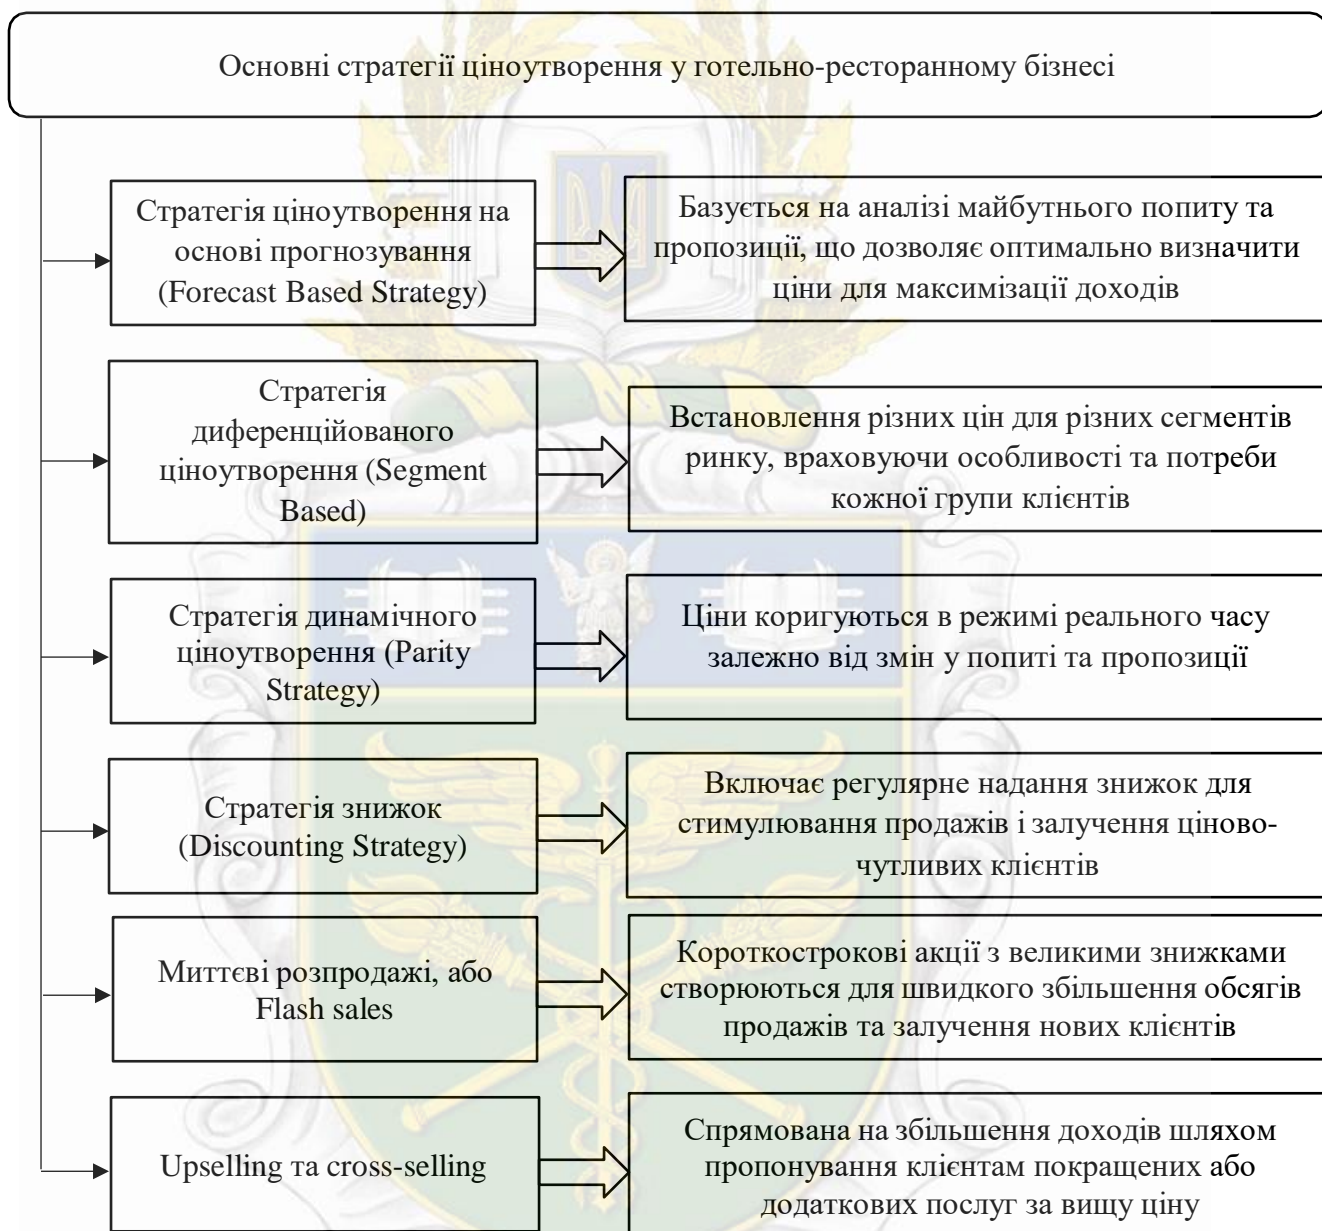 Основні стратегії ціноутворення у готельно-ресторанному бізнесі
Стратегія ціноутворення на
основі прогнозування
(Forecast Based Strategy)
Базується на аналізі майбутнього попиту та
пропозиції, що дозволяє оптимально визначити
ціни для максимізації доходів
Стратегія
диференційованого
ціноутворення (Segment
Based)
Встановлення різних цін для різних сегментів
ринку, враховуючи особливості та потреби
кожної групи клієнтів
Стратегія динамічного
ціноутворення (Parity
Strategy)
Ціни коригуються в режимі реального часу
залежно від змін у попиті та пропозиції
Стратегія знижок
(Discounting Strategy)
Включає регулярне надання знижок для
стимулювання продажів і залучення ціново-
чутливих клієнтів
Миттєві розпродажі, або
Flash sales
Короткострокові акції з великими знижками
створюються для швидкого збільшення обсягів
продажів та залучення нових клієнтів
Upselling та cross-selling
Спрямована на збільшення доходів шляхом
пропонування клієнтам покращених або
додаткових послуг за вищу ціну